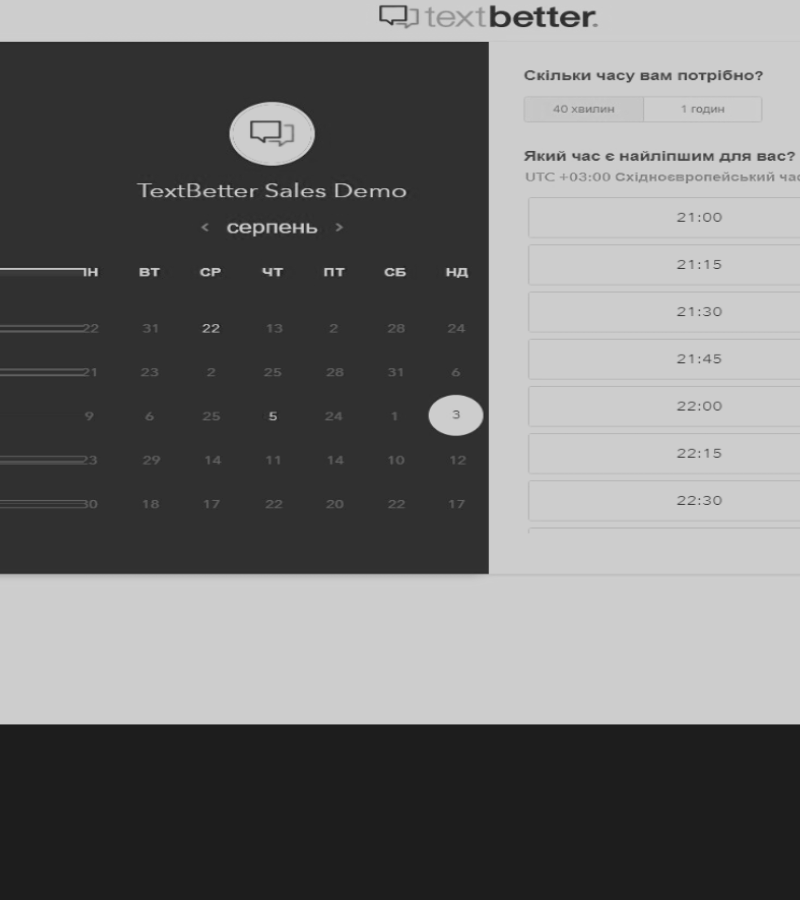 textbetter.
TextBetter Sales Demo
‹ серпень ›
ПН ВТ СР ЧТ ПТ СБ НД
22 31 22 13 2 28 24
21 23 2 25 28 31 6
9 6 25 5 24 1 3
23 29 14 11 14 10 12
30 18 17 22 20 22 17
Скільки часу вам потрібно?
40 хвилин 1 годин
Який час є найліпшим для вас?
UTC +03:00 Східноєвропейський час
21:00
21:15
21:30
21:45
22:00
22:15
22:30